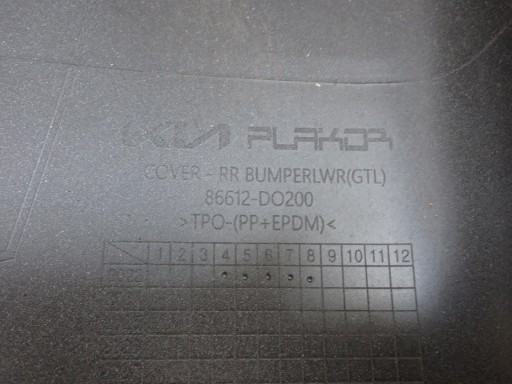 KIA PLAKOR
COVER - RR BUMPERLWR(GTL)
86612-DO200
>TPO-(PP+EPDM)<
1 2 3 4 5 6 7 8 9 10 11 12